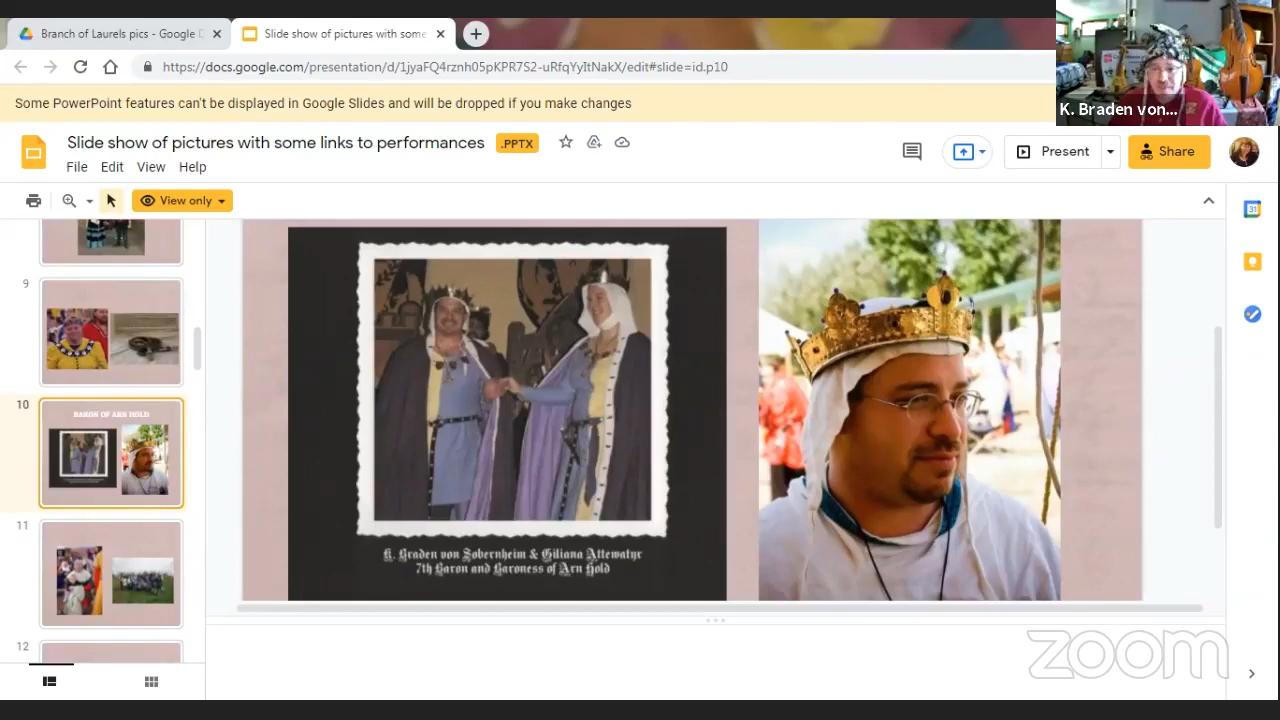 Branch of Laurels pics - Google D
Slide show of pictures with some
https://docs.google.com/presentation/d/1jyaFQ4rznh05pKPR7S2-uRfqYyItNakX/edit#slide=id.p10
Some PowerPoint features can't be displayed in Google Slides and will be dropped if you make changes
K. Braden von...
Slide show of pictures with some links to performances .PPTX
File Edit View Help
Present
Share
View only
31
9
10
BARON OF ARN HOLD
11
12
K. Braden von Sobernheim & Giliana Attewatyr
7th Baron and Baroness of Arn Hold
zoom